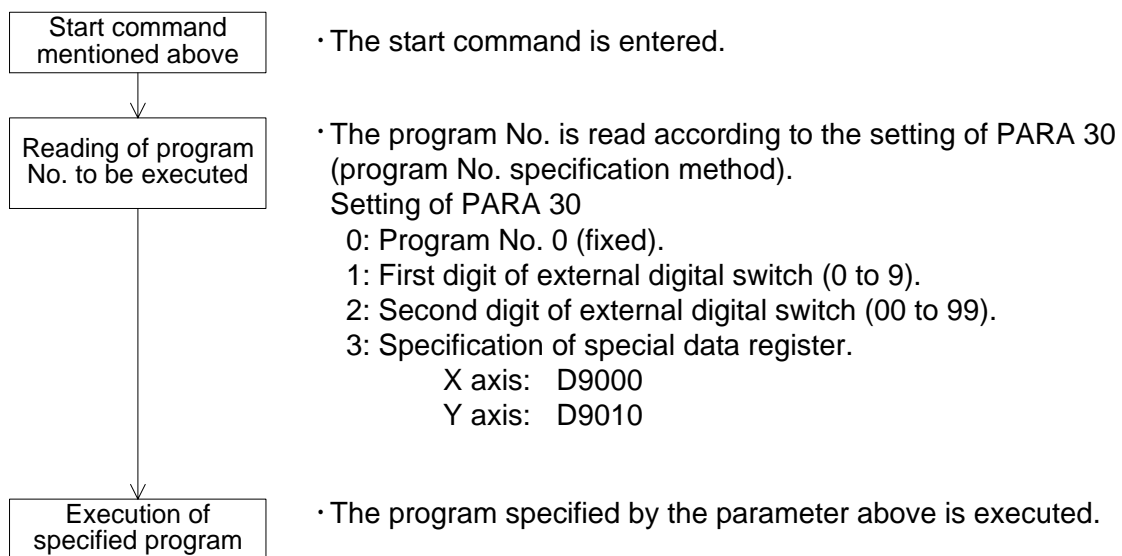 Start command
mentioned above
· The start command is entered.
Reading of program
No. to be executed
· The program No. is read according to the setting of PARA 30
(program No. specification method).
Setting of PARA 30
0: Program No. 0 (fixed).
1: First digit of external digital switch (0 to 9).
2: Second digit of external digital switch (00 to 99).
3: Specification of special data register.
X axis: D9000
Y axis: D9010
Execution of
specified program
· The program specified by the parameter above is executed.